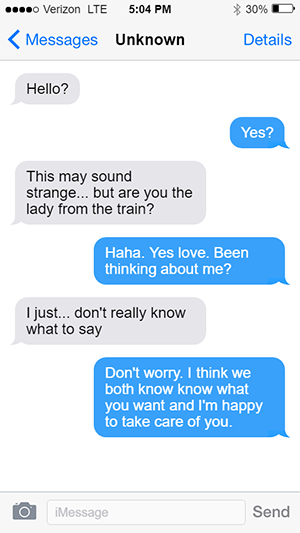 Verizon LTE 5:04 PM 30%
Messages Unknown Details
Hello?
Yes?
This may sound
strange... but are you the
lady from the train?
Haha. Yes love. Been
thinking about me?
I just... don't really know
what to say
Don't worry. I think we
both know know what
you want and I'm happy
to take care of you.
iMessage Send